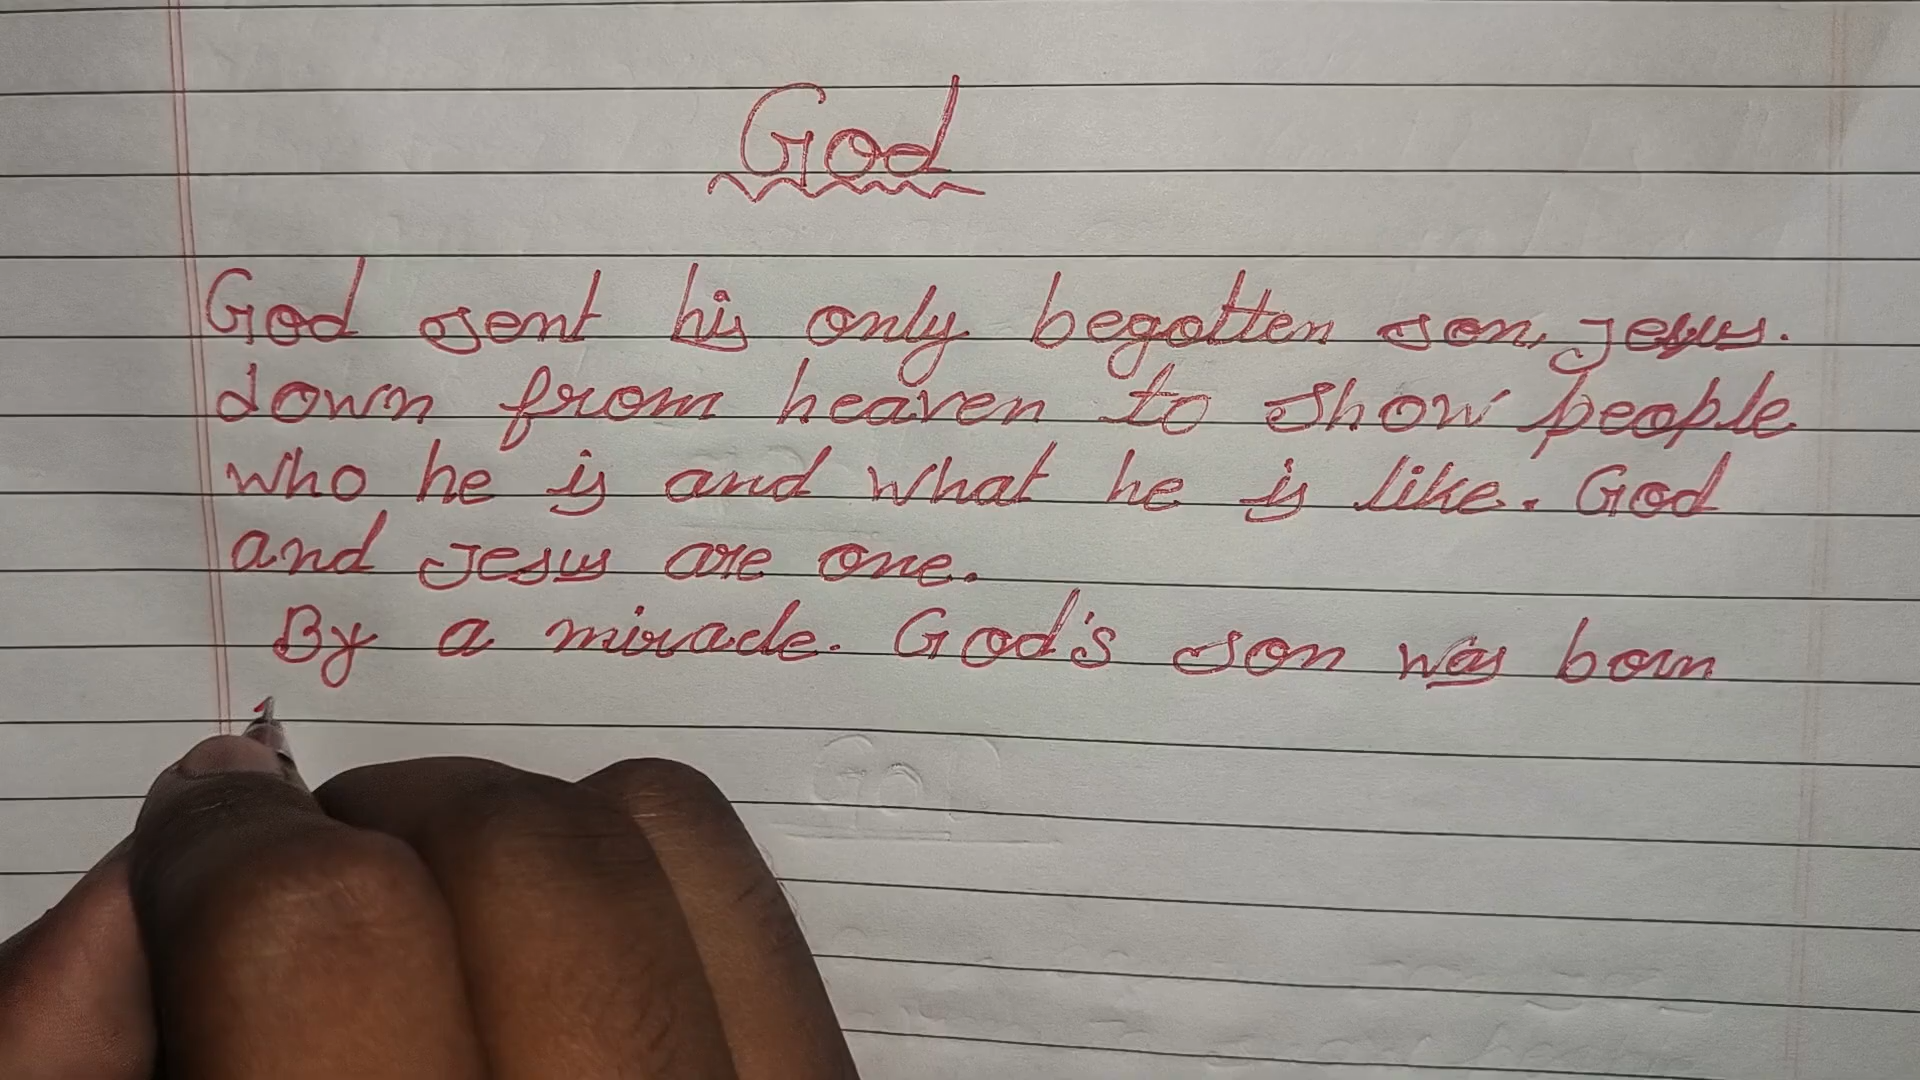 God
God sent his only begotten son, Jesus.
down from heaven to show people
who he is and what he is like. God
and Jesus are one.
By a miracle. God's son was born